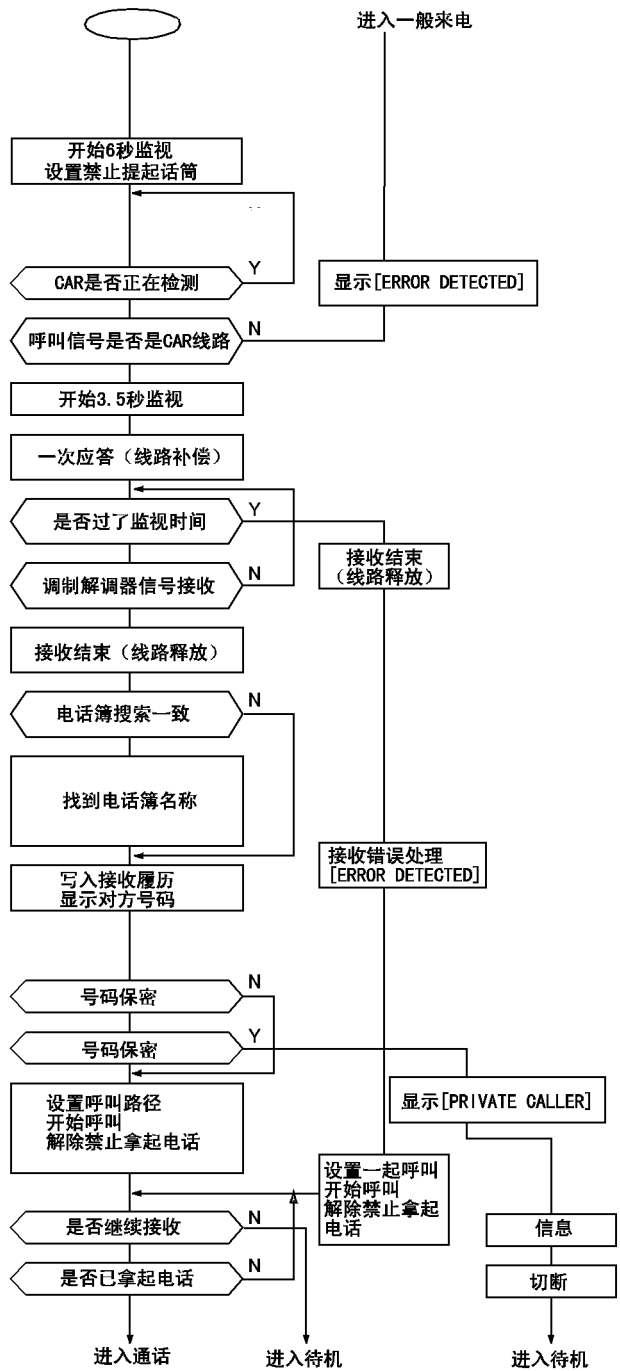 进入一般来电
开始6秒监视
设置禁止提起话筒
Y
CAR是否正在检测
显示[ERROR DETECTED]
N
呼叫信号是否是CAR线路
开始3.5秒监视
一次应答（线路补偿）
Y
是否过了监视时间
接收结束
（线路释放）
N
调制解调器信号接收
接收结束（线路释放）
N
电话簿搜索一致
找到电话簿名称
接收错误处理
[ERROR DETECTED]
写入接收履历
显示对方号码
N
号码保密
Y
号码保密
设置呼叫路径
开始呼叫
解除禁止拿起电话
显示[PRIVATE CALLER]
设置一起呼叫
开始呼叫
解除禁止拿起
电话
N
是否继续接收
信息
N
是否已拿起电话
切断
进入通话
进入待机
进入待机